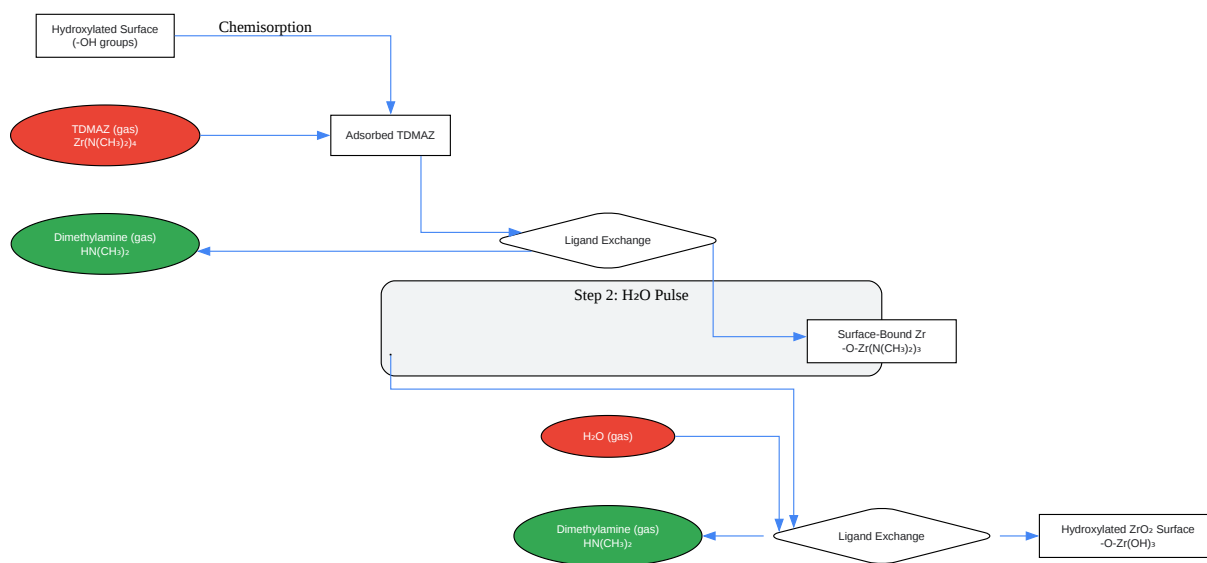 Hydroxylated Surface
(-OH groups)
Chemisorption
TDMAZ (gas)
Zr(N(CH₃)₂)₄
Adsorbed TDMAZ
Dimethylamine (gas)
HN(CH₃)₂
Ligand Exchange
Step 2: H₂O Pulse
Surface-Bound Zr
-O-Zr(N(CH₃)₂)₃
H₂O (gas)
Dimethylamine (gas)
HN(CH₃)₂
Ligand Exchange
Hydroxylated ZrO₂ Surface
-O-Zr(OH)₃